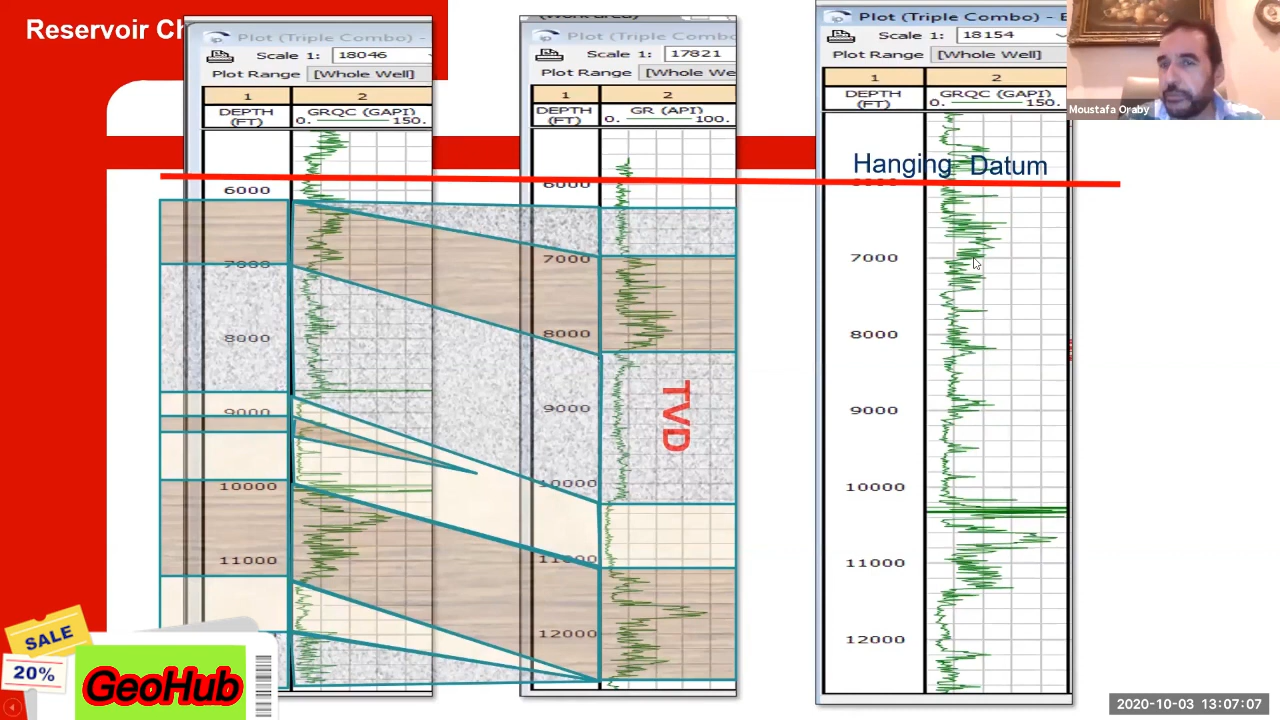 Reservoir Ch
Plot (Triple Combo) -
Scale 1: 18046
Plot Range [Whole Well]
1 2
DEPTH (FT) GRQC (GAPI)
0. 150.
6000
7000
8000
9000
10000
11000
Plot (Triple Combo)
Scale 1: 17821
Plot Range [Whole We
1 2
DEPTH (FT) GR (API)
0. 100.
6000
7000
8000
9000
10000
11000
12000
TVD
Plot (Triple Combo) - E
Scale 1: 18154
Plot Range [Whole Well]
1 2
DEPTH (FT) GRQC (GAPI)
0. 150.
Hanging Datum
7000
8000
9000
10000
11000
12000
Moustafa Oraby
SALE
20%
GeoHub
2020-10-03 13:07:07